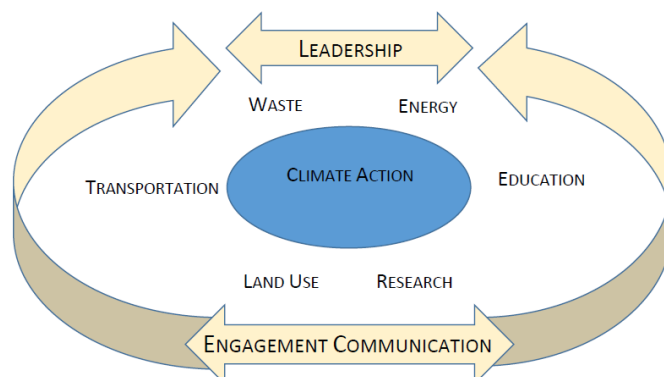 LEADERSHIP
WASTE
ENERGY
CLIMATE ACTION
TRANSPORTATION
EDUCATION
LAND USE
RESEARCH
ENGAGEMENT COMMUNICATION